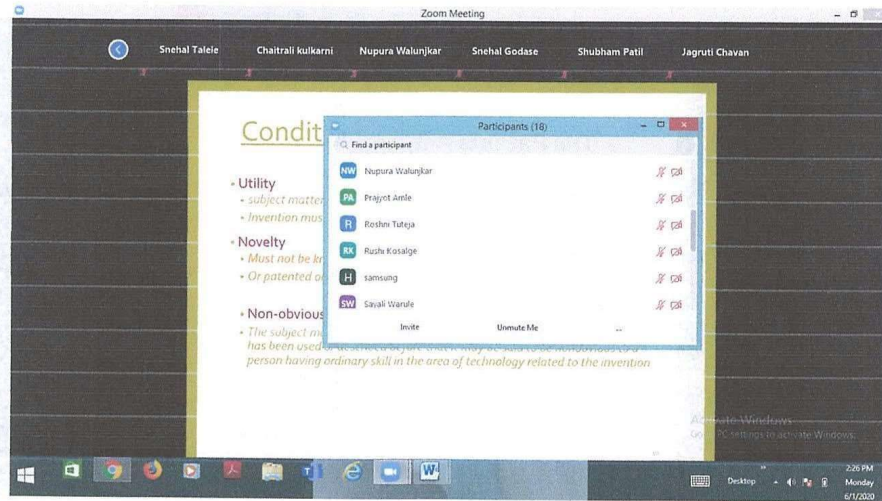 Zoom Meeting
Snehal Talele Chaitrali kulkarni Nupura Walunjkar Snehal Godase Shubham Patil Jagruti Chavan
Condit
Participants (18)
Find a participant
NW Nupura Walunjkar
PA Prajyot Amle
R Roshni Tuteja
RK Rushi Kosalge
H samsung
SW Savali Warule
Invite Unmute Me ...
• Utility
• subject matter
• Invention mus
• Novelty
• Must not be kn
• Or patented o
• Non-obvious
• The subject m
has been used
person having ordinary skill in the area of technology related to the invention
Activate Windows
PC settings to activate Windows.
W
Desktop
2:26 PM
Monday
6/1/2020